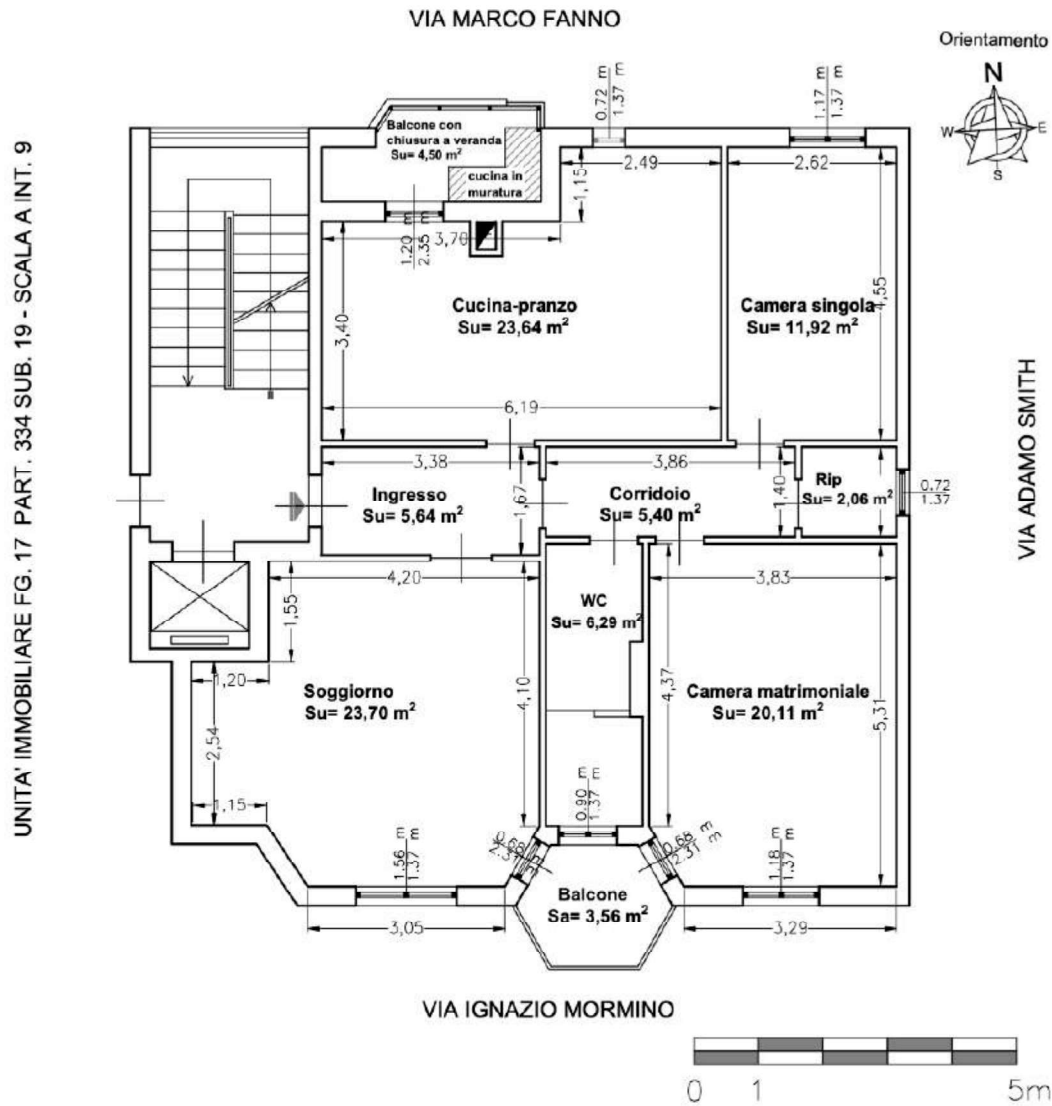 VIA MARCO FANNO
Orientamento
N
W
E
S
UNITA' IMMOBILIARE FG. 17 PART. 334 SUB. 19 - SCALA A INT. 9
0.72 m E
1.37 m
1.17 m
1.37 m
Balcone con
chiusura a veranda
Su= 4,50 m²
cucina in
muratura
2.49
2.62
1,15
1.20 m
2.35 m
3,70
Cucina-pranzo
Su= 23,64 m²
Camera singola
Su= 11,92 m²
4,55
3,40
6,19
VIA ADAMO SMITH
3,38
3,86
Ingresso
Su= 5,64 m²
1,67
Corridoio
Su= 5,40 m²
1,40
Rip
Su= 2,06 m²
0.72
1.37
4,20
3,83
1,55
WC
Su= 6,29 m²
1,20
Soggiorno
Su= 23,70 m²
4,10
4,37
Camera matrimoniale
Su= 20,11 m²
5,31
2,54
1,15
0.90 m E
1.37 m
1.56 m
1.37 m
0.68 m
2.31 m
0.68 m
2.31 m
1.18 m
1.37 m
Balcone
Sa= 3,56 m²
3,05
3,29
VIA IGNAZIO MORMINO
0 1 5m